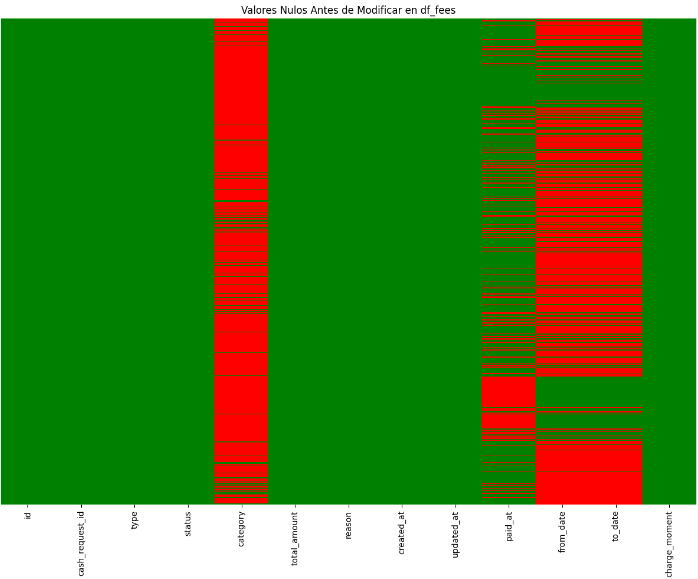 Valores Nulos Antes de Modificar en df_fees
id
cash_request_id
type
status
category
total_amount
reason
created_at
updated_at
paid_at
from_date
to_date
charge_moment